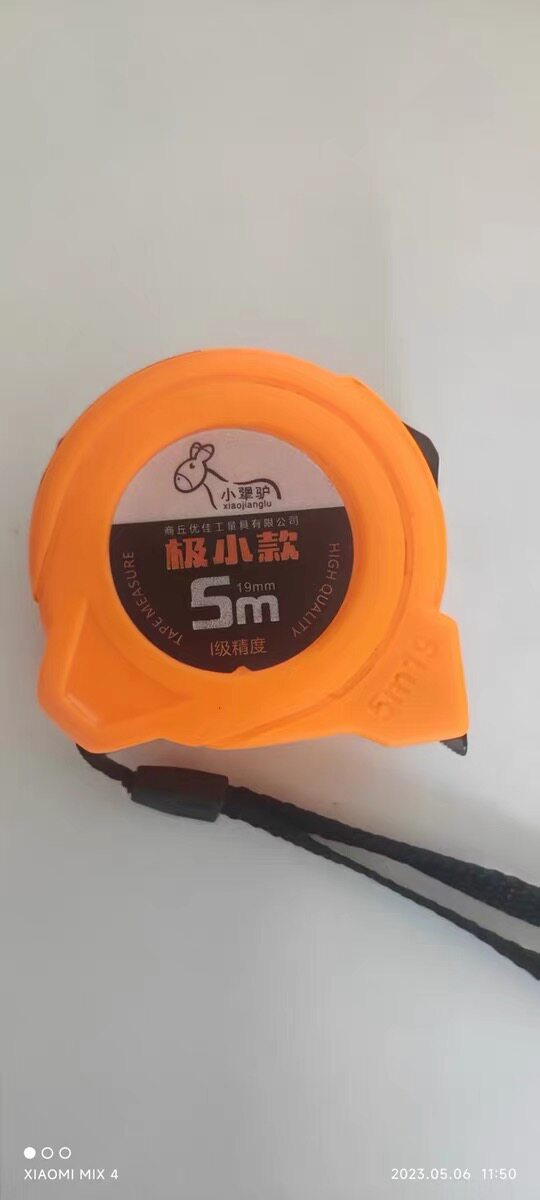 小犟驴
xiaojianglu
商丘优佳工量具有限公司
极小款
19mm
5m
I级精度
TAPE MEASURE
HIGH QUALITY
XIAOMI MIX 4
2023.05.06 11:50